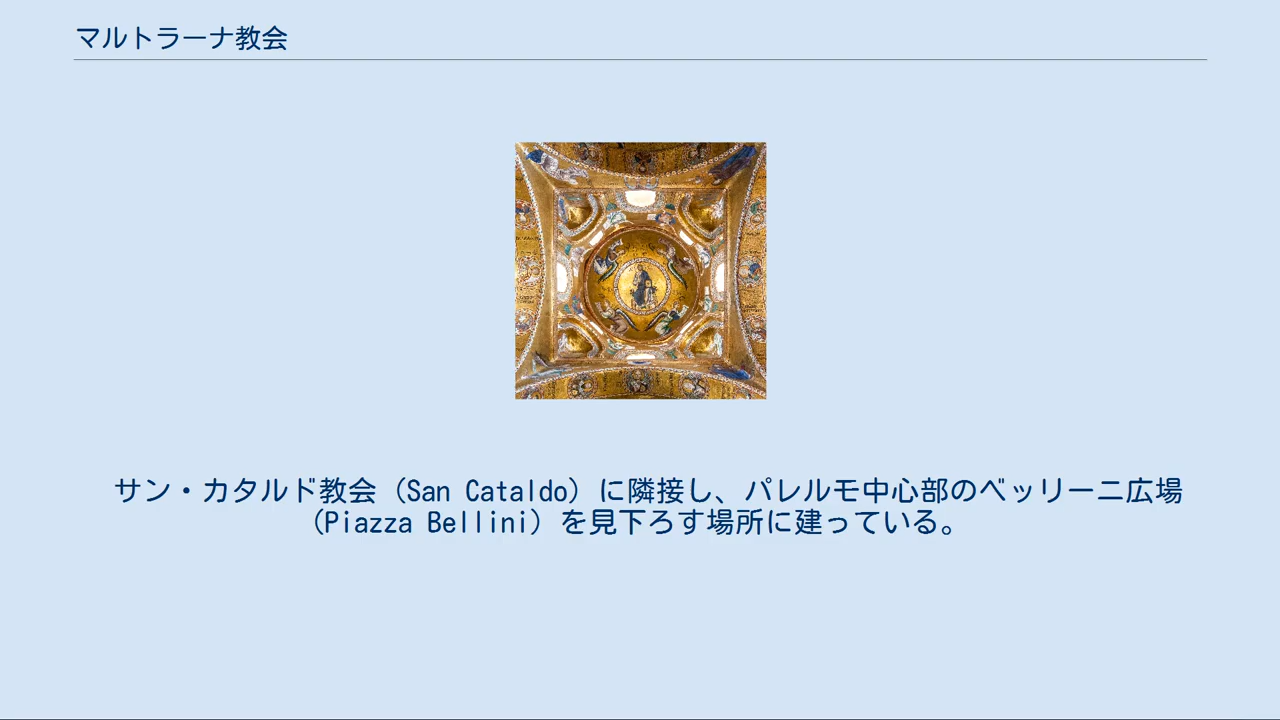 マルトラーナ教会
サン・カタルド教会（San Cataldo）に隣接し、パレルモ中心部のベッリーニ広場
（Piazza Bellini）を見下ろす場所に建っている。